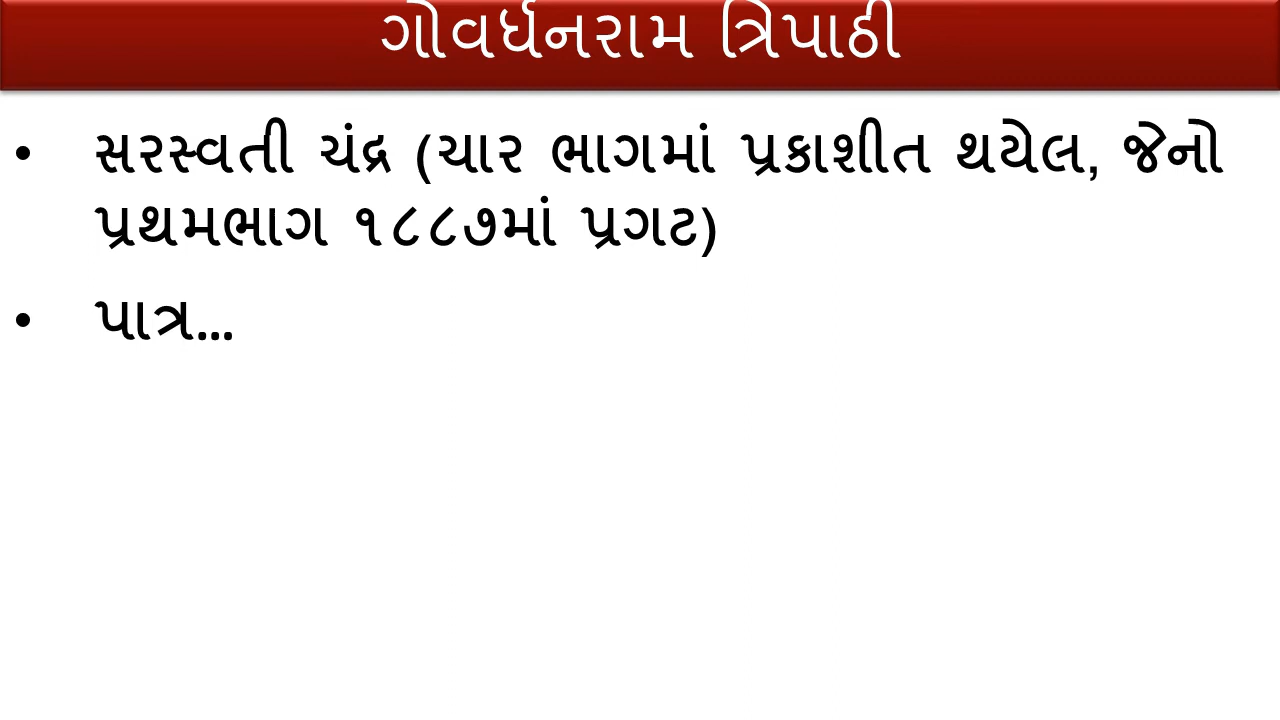 ગોવર્ધનરામ ત્રિપાઠી
• સરસ્વતી ચંદ્ર (ચાર ભાગમાં પ્રકાશીત થયેલ, જેનો
પ્રથમભાગ ૧૮૮૭માં પ્રગટ)
• પાત્ર...